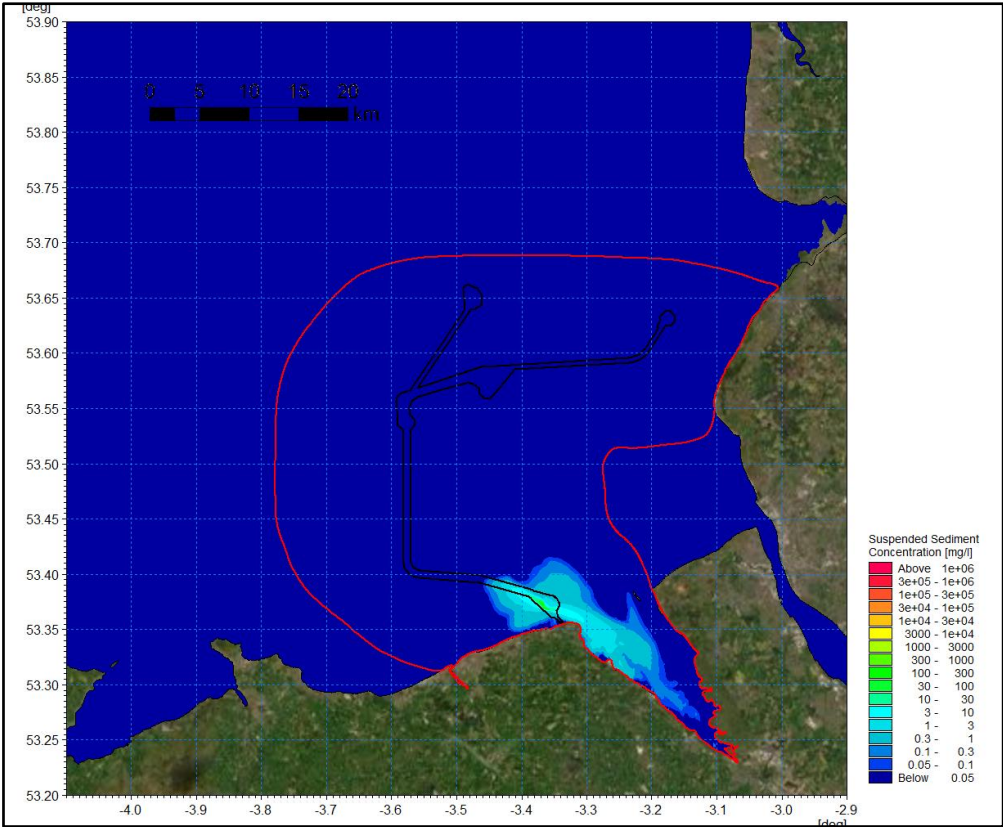 [deg]
53.90
53.85
0 5 10 15 20
km
53.80
53.75
53.70
53.65
53.60
53.55
53.50
53.45
53.40
53.35
53.30
53.25
53.20
-4.0 -3.9 -3.8 -3.7 -3.6 -3.5 -3.4 -3.3 -3.2 -3.1 -3.0 -2.9
[deg]
Suspended Sediment
Concentration [mg/l]
Above 1e+06
3e+05 - 1e+06
1e+05 - 3e+05
3e+04 - 1e+05
1e+04 - 3e+04
3000 - 1e+04
1000 - 3000
300 - 1000
100 - 300
30 - 100
10 - 30
3 - 10
1 - 3
0.3 - 1
0.1 - 0.3
0.05 - 0.1
Below 0.05